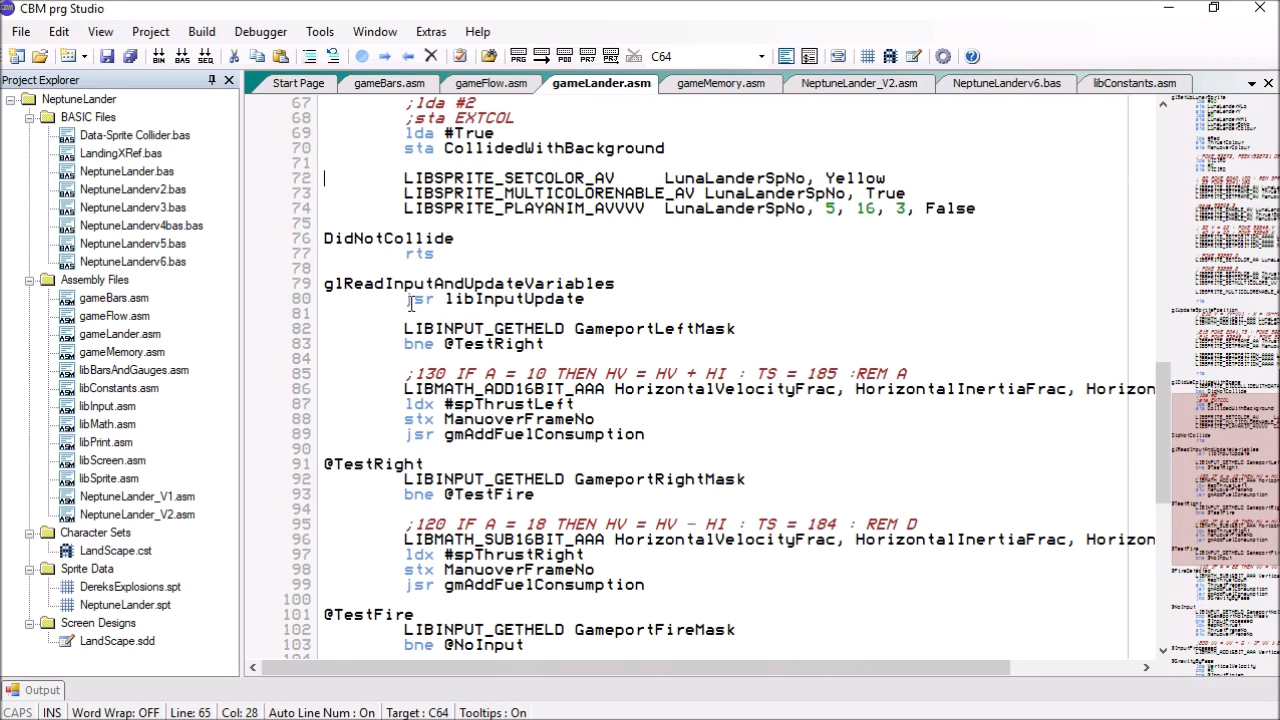 CBM prg Studio
File Edit View Project Build Debugger Tools Window Extras Help
C64
Project Explorer
Start Page gameBars.asm gameFlow.asm gameLander.asm gameMemory.asm NeptuneLander_V2.asm NeptuneLanderv6.bas libConstants.asm
NeptuneLander
BASIC Files
Data-Sprite Collider.bas
LandingXRef.bas
Neptunelander.bas
Neptunelanderv2.bas
Neptunelanderv3.bas
Neptunelanderv4bas.bas
NeptuneLanderv5.bas
NeptuneLanderv6.bas
Assembly Files
gameBars.asm
gameFlow.asm
gameLander.asm
gameMemory.asm
libBarsAndGauges.asm
libConstants.asm
libInput.asm
libMath.asm
libPrint.asm
libScreen.asm
libSprite.asm
NeptuneLander_V1.asm
NeptuneLander_V2.asm
Character Sets
LandScape.cst
Sprite Data
DereksExplosions.spt
NeptuneLander.spt
Screen Designs
LandScape.sdd
67 ;lda #2
68 ;sta EXTCOL
69 lda #True
70 sta CollidedWithBackground
71
72 LIBSPRITE_SETCOLOR_AV LunaLanderSpNo, Yellow
73 LIBSPRITE_MULTICOLORENABLE_AV LunaLanderSpNo, True
74 LIBSPRITE_PLAYANIM_AVVVV LunaLanderSpNo, 5, 16, 3, False
75
76 DidNotCollide
77 rts
78
79 glReadInputAndUpdateVariables
80 jsr libInputUpdate
81
82 LIBINPUT_GETHELD GameportLeftMask
83 bne @TestRight
84
85 ;130 IF A = 10 THEN HV = HV + HI : TS = 185 :REM A
86 LIBMATH_ADD16BIT_AAA HorizontalVelocityFrac, HorizontalInertiaFrac, Horizon
87 ldx #spThrustLeft
88 stx ManuoverFrameNo
89 jsr gmAddFuelConsumption
90
91 @TestRight
92 LIBINPUT_GETHELD GameportRightMask
93 bne @TestFire
94
95 ;120 IF A = 18 THEN HV = HV - HI : TS = 184 : REM D
96 LIBMATH_SUB16BIT_AAA HorizontalVelocityFrac, HorizontalInertiaFrac, Horizon
97 ldx #spThrustRight
98 stx ManuoverFrameNo
99 jsr gmAddFuelConsumption
100
101 @TestFire
102 LIBINPUT_GETHELD GameportFireMask
103 bne @NoInput
Output
CAPS INS Word Wrap: OFF Line: 65 Col: 28 Auto Line Num : On Target : C64 Tooltips : On